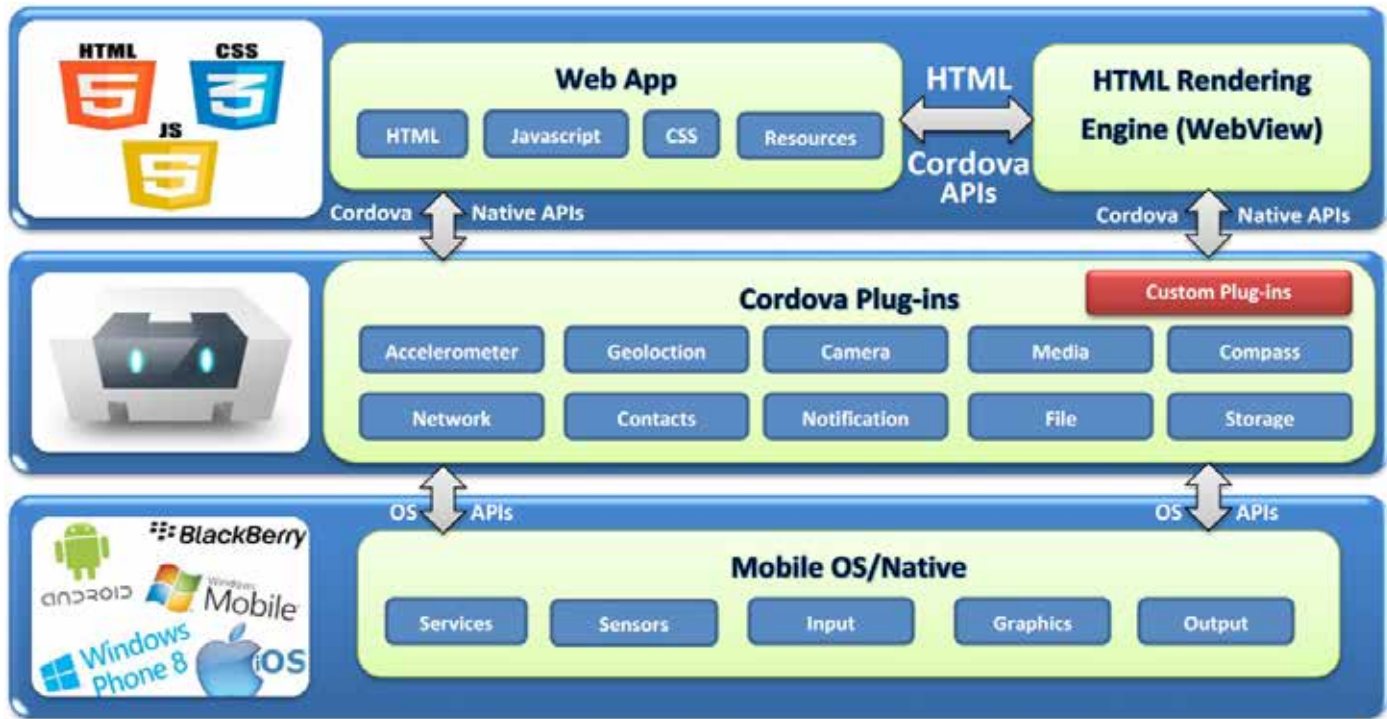 HTML
CSS
JS
Web App
HTML
Javascript
CSS
Resources
HTML
Cordova
APIs
HTML Rendering
Engine (WebView)
Cordova
Native APIs
Cordova
Native APIs
Cordova Plug-ins
Custom Plug-ins
Accelerometer
Geoloction
Camera
Media
Compass
Network
Contacts
Notification
File
Storage
OS
APIs
OS
APIs
ANDROID
BlackBerry
Windows
Mobile
Windows
Phone 8
iOS
Mobile OS/Native
Services
Sensors
Input
Graphics
Output